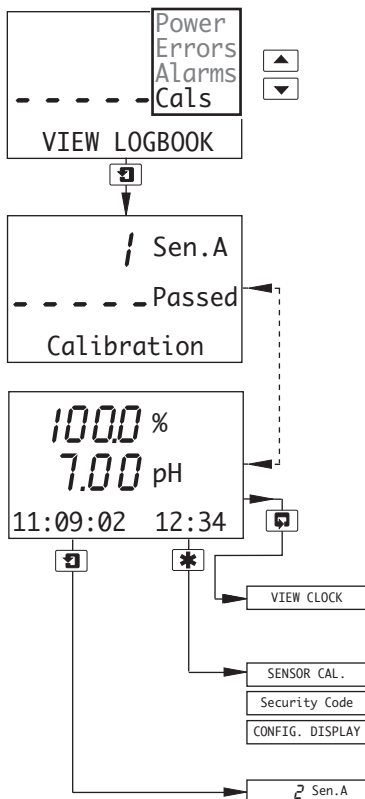 Power
Errors
Alarms
- - - - - Cals
VIEW LOGBOOK
1 Sen.A
- - - - - Passed
Calibration
100.0 %
7.00 pH
11:09:02 12:34
VIEW CLOCK
SENSOR CAL.
Security Code
CONFIG. DISPLAY
2 Sen.A